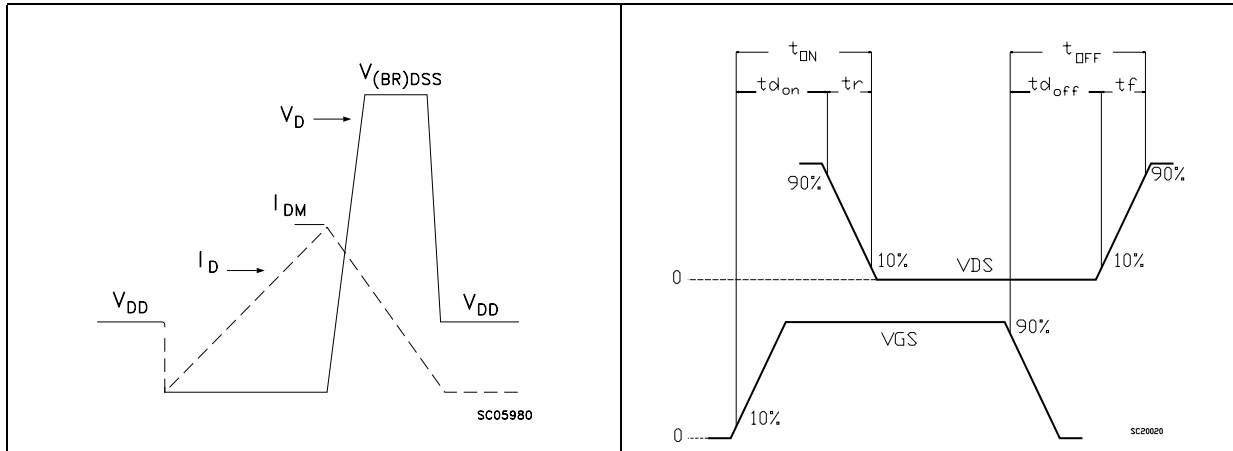 V(BR)DSS
VD
IDM
ID
VDD
VDD
SC05980
tON
tOFF
tdon
tr
tdoff
tf
90%
90%
10%
10%
0
VDS
90%
VGS
10%
0
SC20020